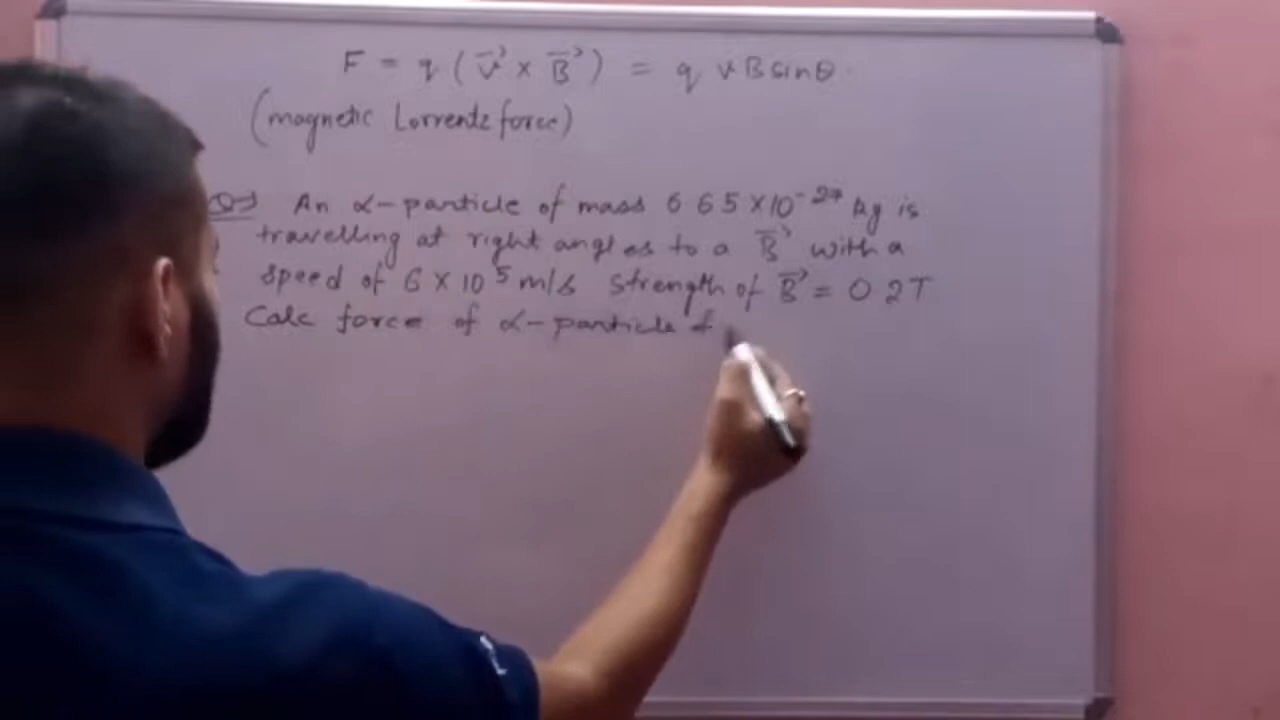 F = q (v⃗ × B⃗) = q v B sinθ
(magnetic Lorrentz force)
Q→ An α-particle of mass 6 65 × 10⁻²⁷ kg is
travelling at right angles to a B⃗ with a
speed of 6 × 10⁵ m/s Strength of B⃗ = 0 2T
Calc force of α-particle &